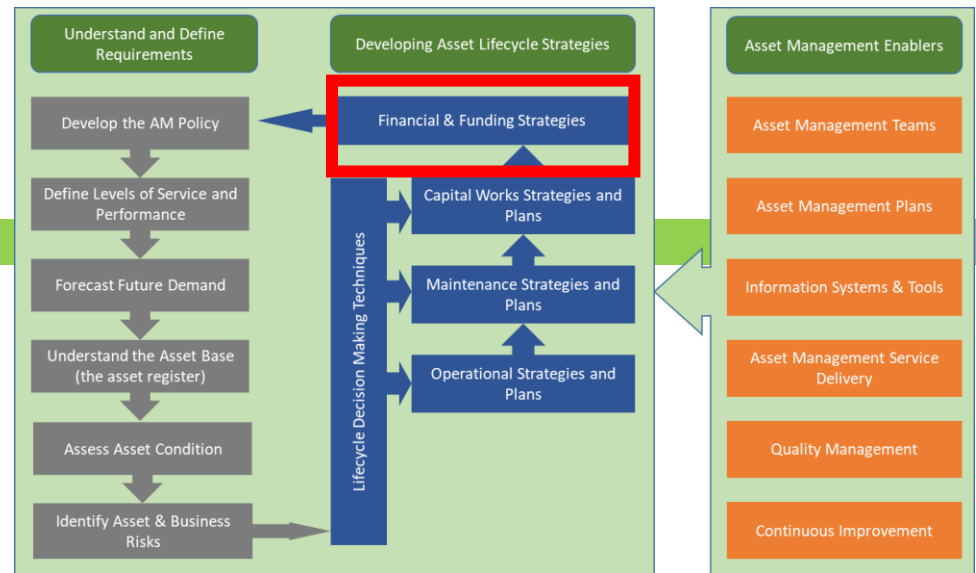 Understand and Define
Requirements
Develop the AM Policy
Define Levels of Service and
Performance
Forecast Future Demand
Understand the Asset Base
(the asset register)
Assess Asset Condition
Identify Asset & Business
Risks
Developing Asset Lifecycle Strategies
Financial & Funding Strategies
Capital Works Strategies and
Plans
Maintenance Strategies and
Plans
Operational Strategies and
Plans
Lifecycle Decision Making Techniques
Asset Management Enablers
Asset Management Teams
Asset Management Plans
Information Systems & Tools
Asset Management Service
Delivery
Quality Management
Continuous Improvement